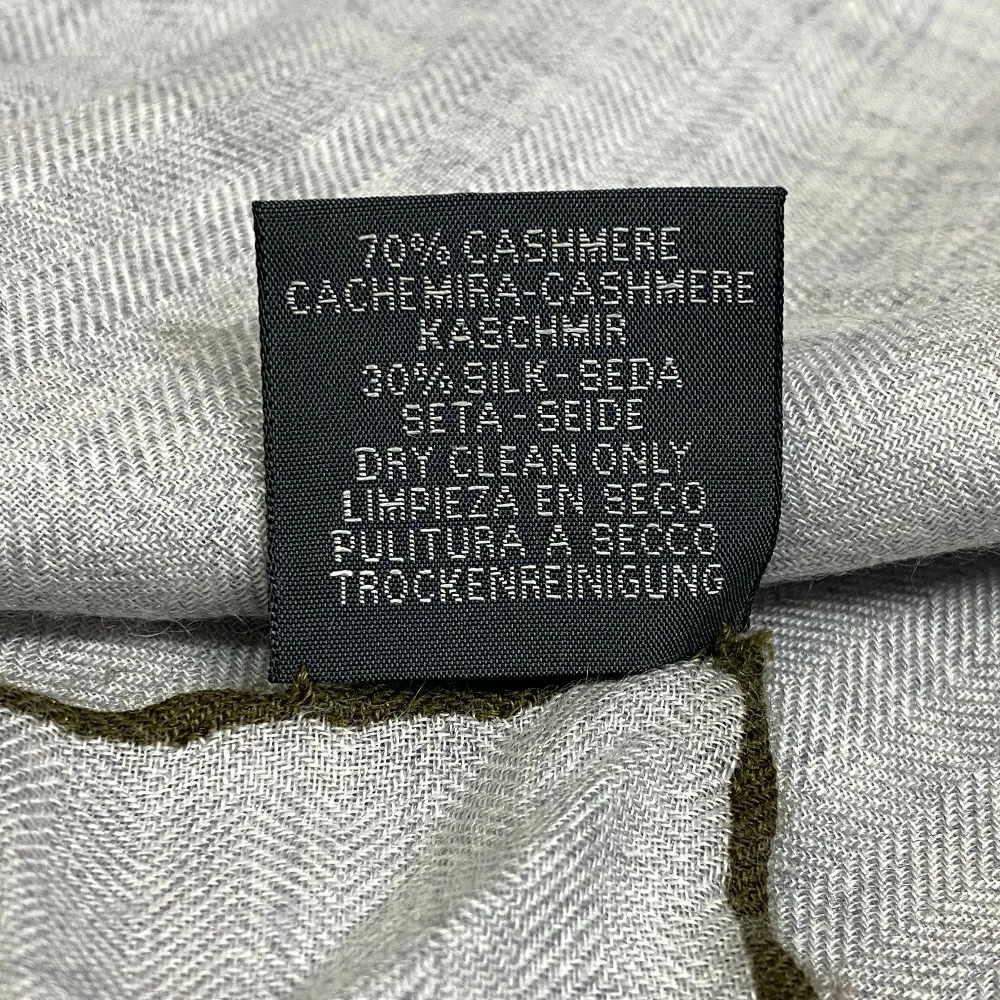 70% CASHMERE
CACHEMIRA-CASHMERE
KASCHMIR
30% SILK-SEDA
SETA-SEIDE
DRY CLEAN ONLY
LIMPIEZA EN SECO
PULITURA A SECCO
TROCKENREINIGUNG